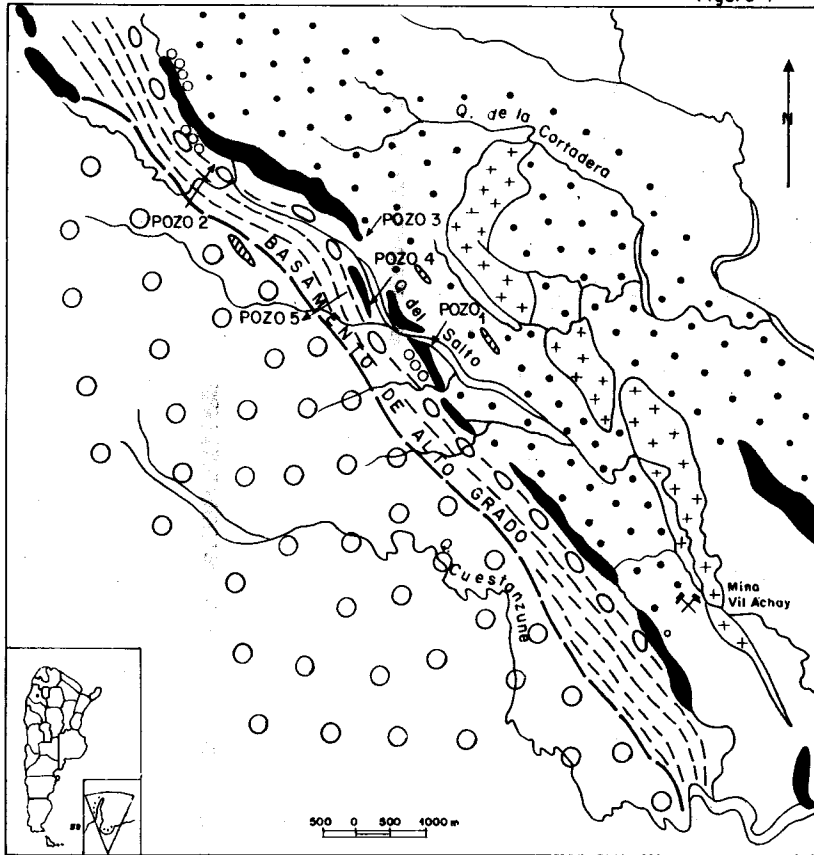 Figura 1
N
Q. de la Cortadera
POZO 2
POZO 3
POZO 4
POZO 1
POZO 5
Q. del Salto
BASAMENTO DE ALTO GRADO
Q. Cuestanzune
Mina
Vil Achay
500 0 500 1000 m